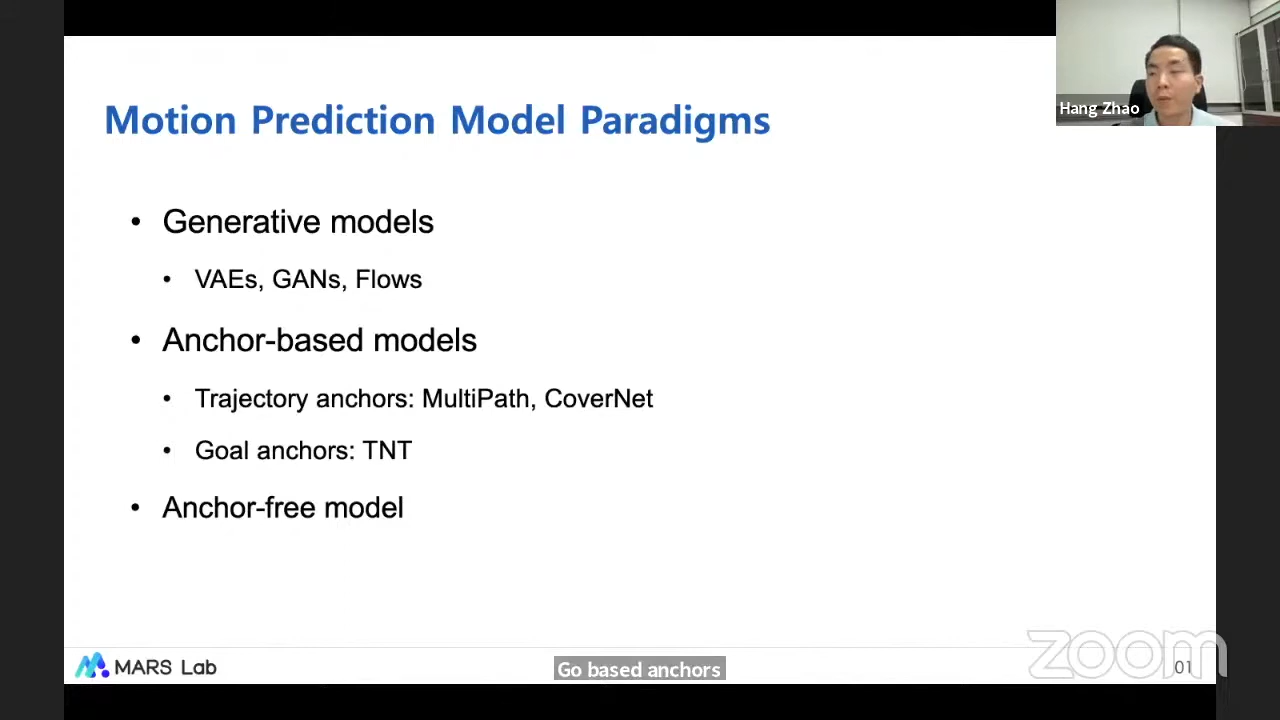 Hang Zhao
Motion Prediction Model Paradigms
• Generative models
• VAEs, GANs, Flows
• Anchor-based models
• Trajectory anchors: MultiPath, CoverNet
• Goal anchors: TNT
• Anchor-free model
MARS Lab
Go based anchors
zoom
01